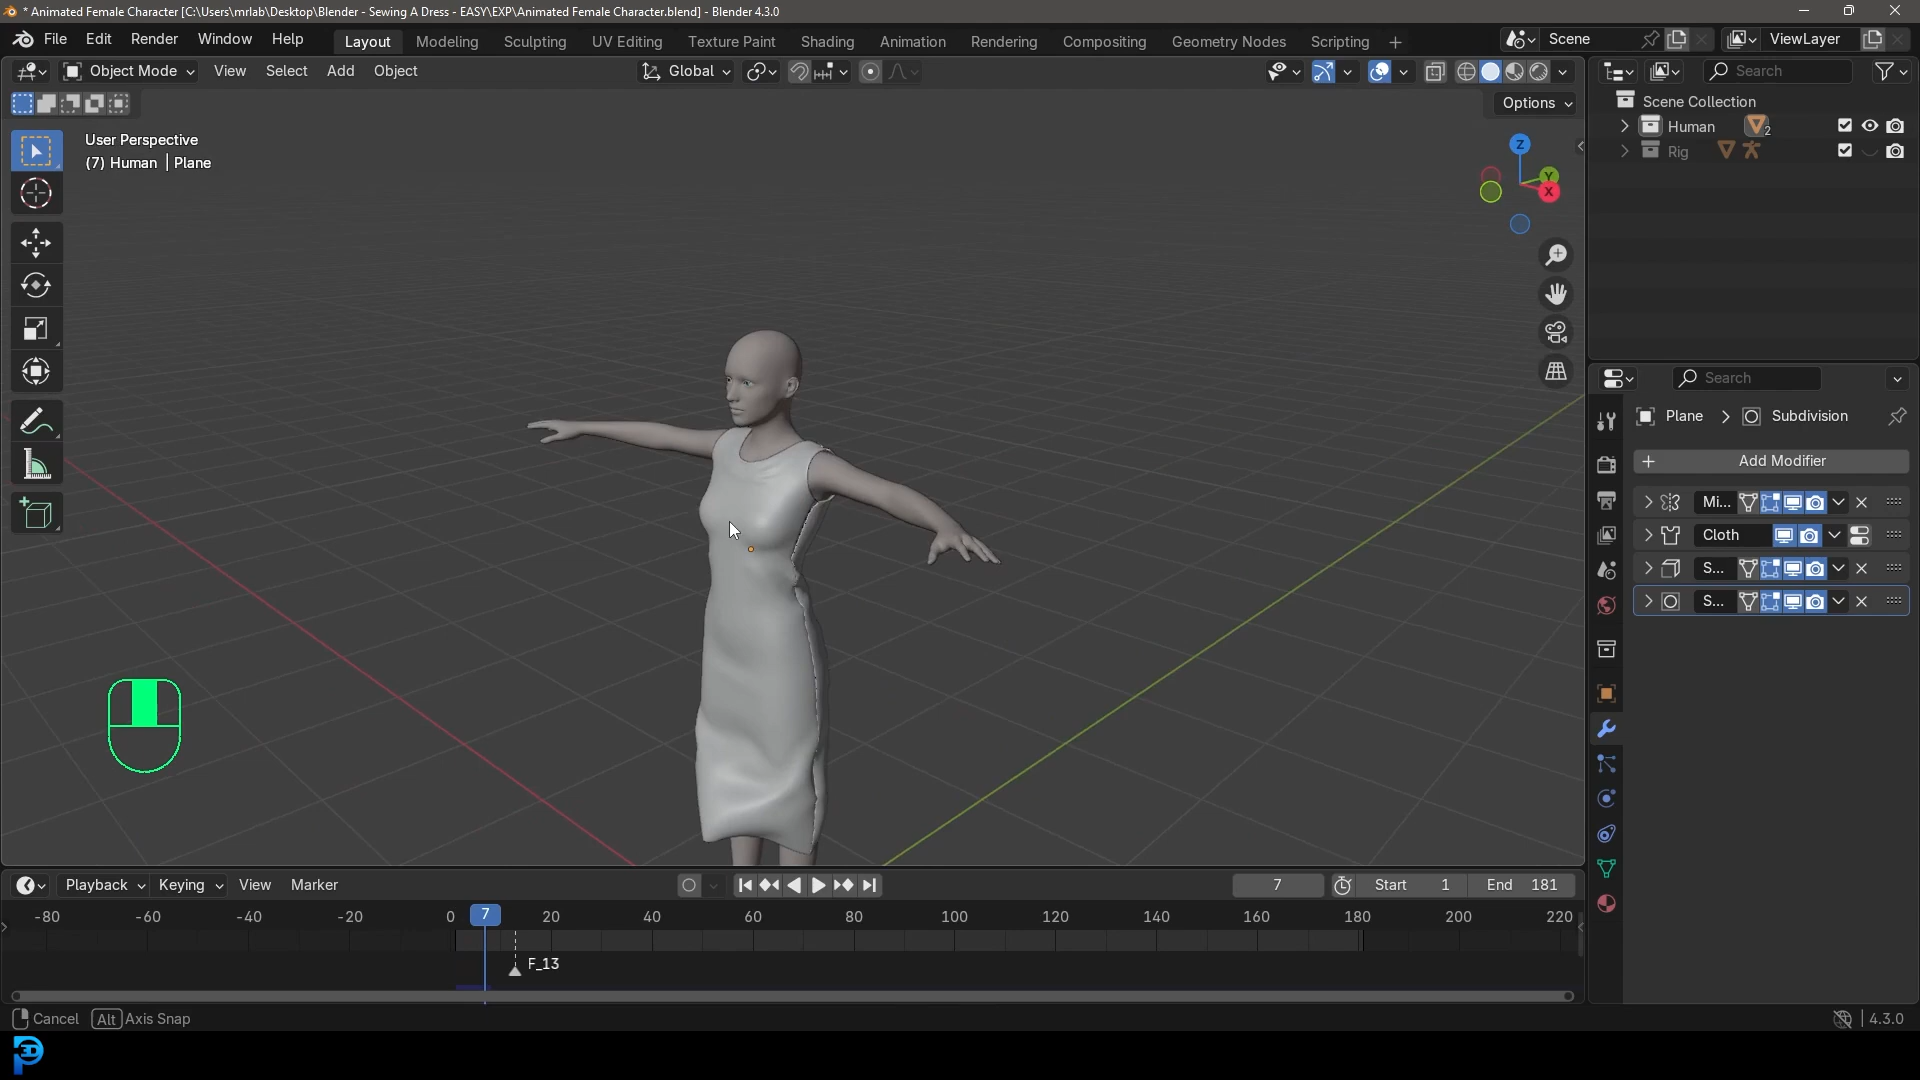 * Animated Female Character [C:\Users\mrlab\Desktop\Blender - Sewing A Dress - EASY\EXP\Animated Female Character.blend] - Blender 4.3.0
File Edit Render Window Help
Layout Modeling Sculpting UV Editing Texture Paint Shading Animation Rendering Compositing Geometry Nodes Scripting +
Scene
ViewLayer
Object Mode View Select Add Object
Global
Search
Options
User Perspective
(7) Human | Plane
Z
Y
X
Scene Collection
Human 2
Rig
Search
Plane > Subdivision
+ Add Modifier
Mi...
Cloth
S...
S...
Playback Keying View Marker
7
Start 1
End 181
-80 -60 -40 -20 0 7 20 40 60 80 100 120 140 160 180 200 220
F_13
Cancel Alt Axis Snap
4.3.0
3D